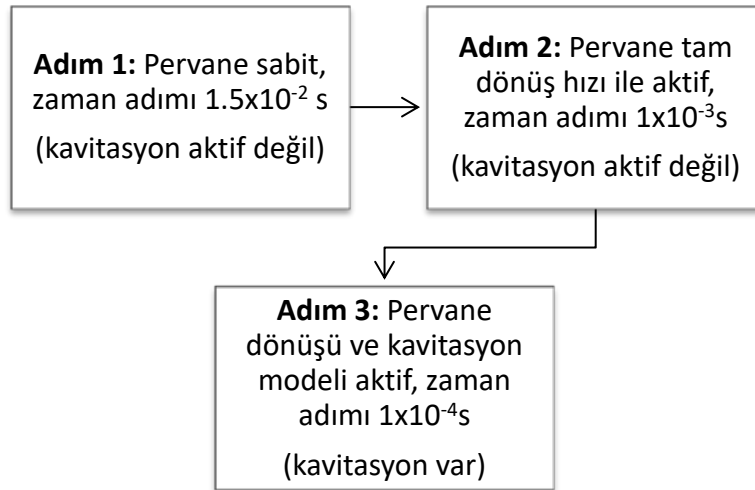 Adım 1: Pervane sabit,
zaman adımı 1.5x10⁻² s
(kavitasyon aktif değil)
Adım 2: Pervane tam
dönüş hızı ile aktif,
zaman adımı 1x10⁻³s
(kavitasyon aktif değil)
Adım 3: Pervane
dönüşü ve kavitasyon
modeli aktif, zaman
adımı 1x10⁻⁴s
(kavitasyon var)